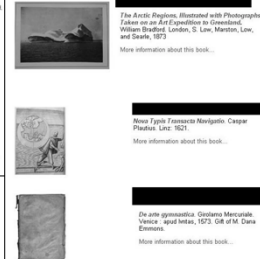 The Arctic Regions, Illustrated with Photographs
Taken on an Art Expedition to Greenland.
William Bradford. London, S. Low, Marston, Low,
and Searle, 1873
More information about this book...
Nova Typis Transacta Navigatio. Caspar
Plautius. Linz: 1621.
More information about this book...
De arte gymnastica. Girolamo Mercuriale.
Venice : apud Ivntas, 1573. Gift of M. Dana
Emmons.
More information about this book...